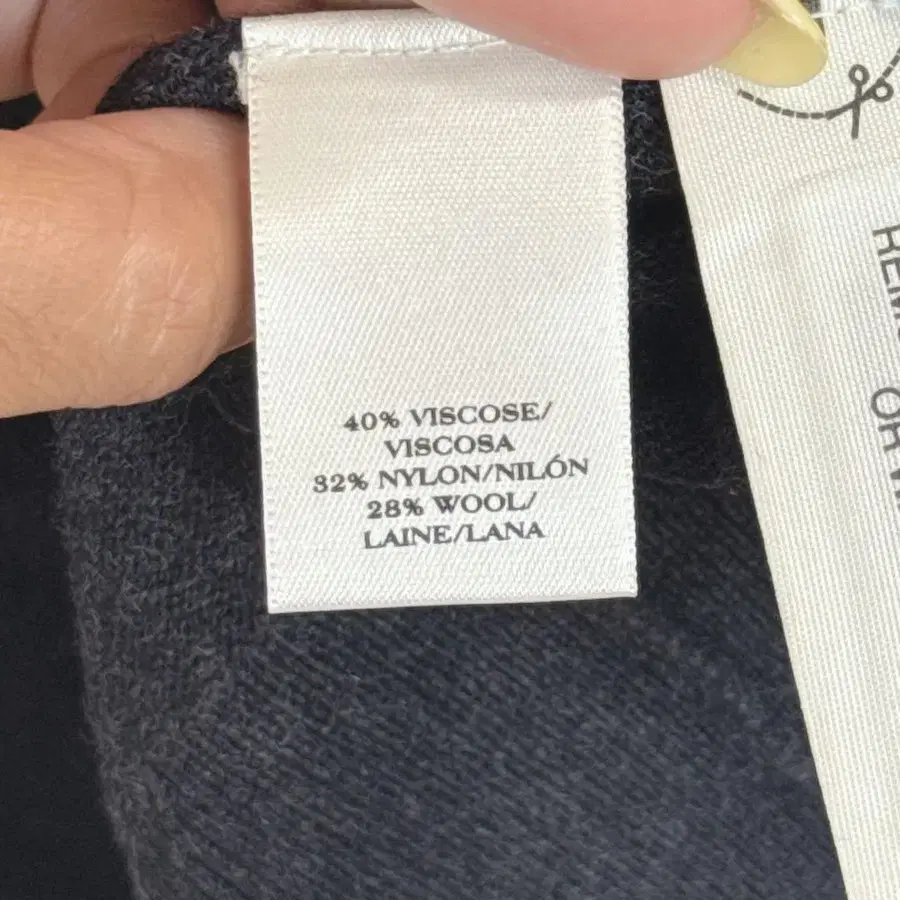 40% VISCOSE/
VISCOSA
32% NYLON/NILÓN
28% WOOL/
LAINE/LANA